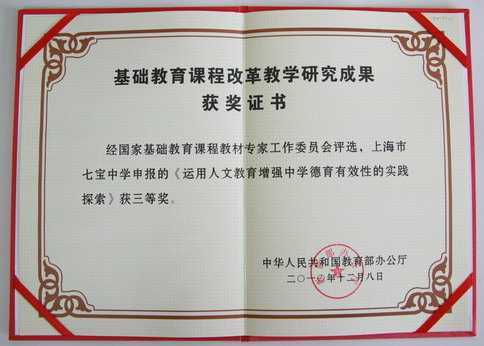 基础教育课程改革教学研究成果
获奖证书
经国家基础教育课程教材专家工作委员会评选，上海市
七宝中学申报的《运用人文教育增强中学德育有效性的实践
探索》获三等奖。
中华人民共和国教育部办公厅
二〇一〇年十二月八日